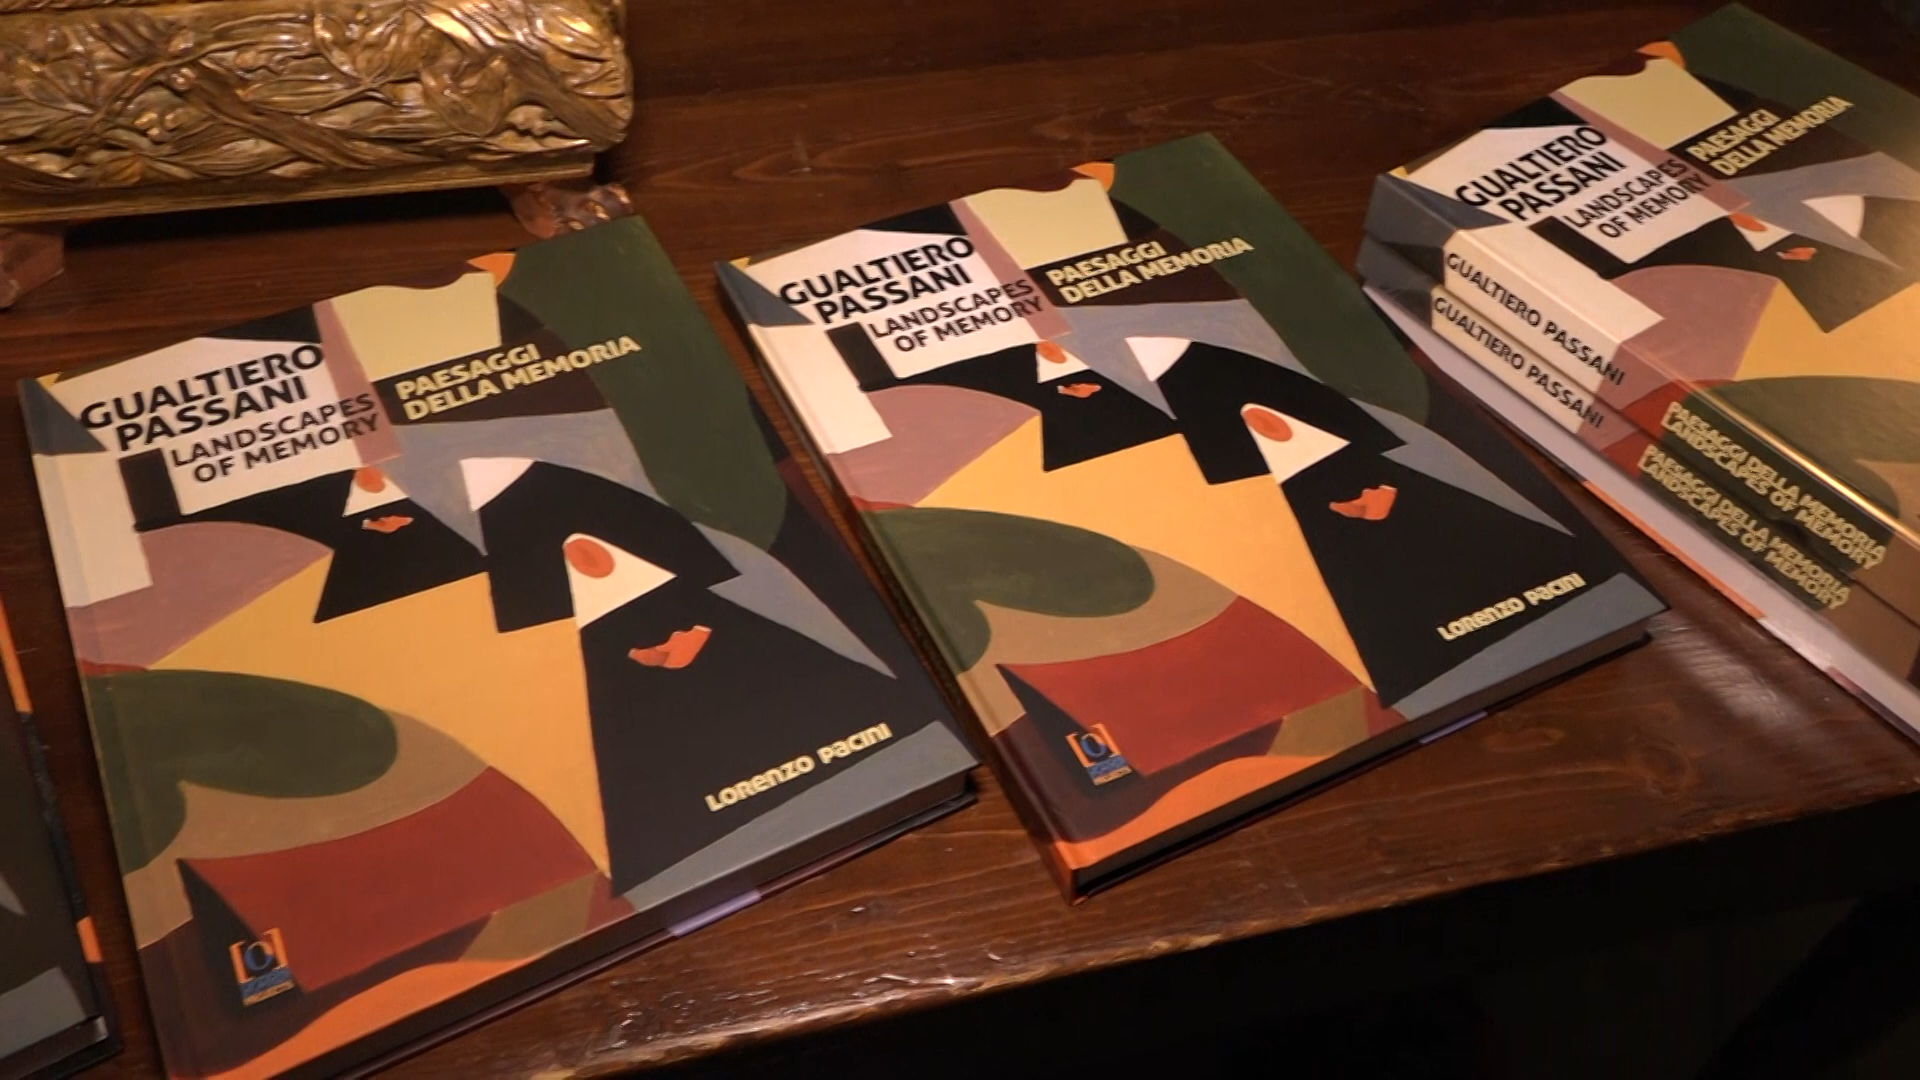 GUALTIERO
PASSANI
LANDSCAPES
OF MEMORY
PAESAGGI
DELLA MEMORIA
LORENZO PACINI
[O]
PROJECTS
GUALTIERO
PASSANI
LANDSCAPES
OF MEMORY
PAESAGGI
DELLA MEMORIA
LORENZO PACINI
[O]
PROJECTS
GUALTIERO
PASSANI
LANDSCAPES
OF MEMORY
PAESAGGI
DELLA MEMORIA
GUALTIERO PASSANI
PAESAGGI DELLA MEMORIA
LANDSCAPES OF MEMORY
GUALTIERO PASSANI
PAESAGGI DELLA MEMORIA
LANDSCAPES OF MEMORY